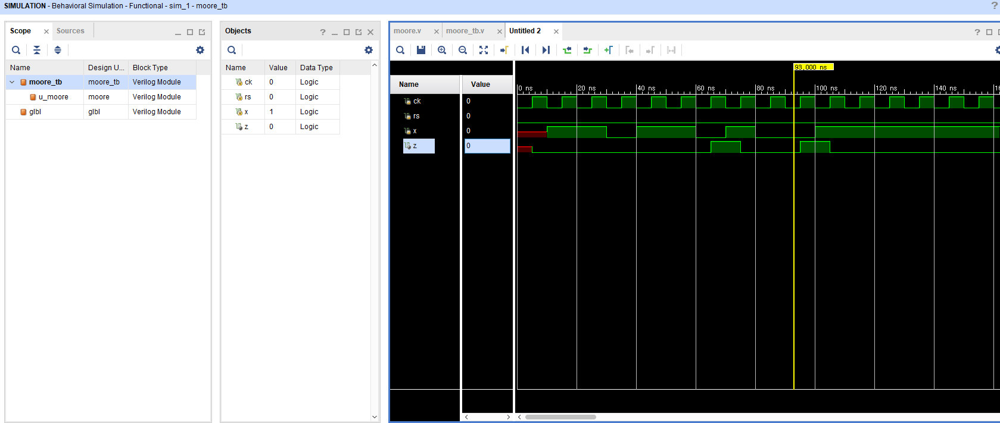 SIMULATION - Behavioral Simulation - Functional - sim_1 - moore_tb
?
Scope
Sources
Name Design U... Block Type
moore_tb moore_tb Verilog Module
u_moore moore Verilog Module
glbl glbl Verilog Module
Objects
?
Name Value Data Type
ck 0 Logic
rs 0 Logic
x 1 Logic
z 0 Logic
moore.v
moore_tb.v
Untitled 2
?
93,000 ns
Name Value
0 ns 20 ns 40 ns 60 ns 80 ns 100 ns 120 ns 140 ns 16
ck 0
rs 0
x 0
z 0